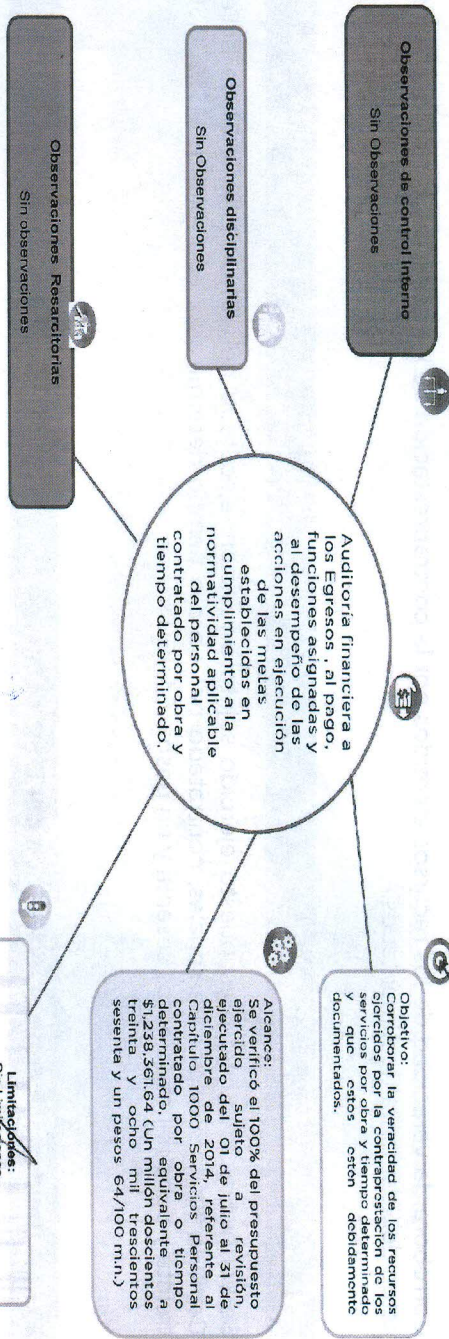 Observaciones de control Interno
Sin Observaciones
Observaciones disciplinarias
Sin Observaciones
Observaciones Resarcitorias
Sin observaciones
Auditoría financiera a
los Egresos , al pago,
funciones asignadas y
al desempeño de las
acciones en ejecución
de las metas
establecidas en
cumplimiento a la
normatividad aplicable
del personal
contratado por obra y
tiempo determinado.
Objetivo:
Corroborar la veracidad de los recursos
ejercidos por la contraprestación de los
servicios por obra y tiempo determinado
y que estos estén debidamente
documentados.
Alcance:
Se verificó el 100% del presupuesto
ejercido sujeto a revisión,
ejecutado del 01 de julio al 31 de
diciembre de 2014, referente al
Capítulo 1000 Servicios Personal
contratado por obra o tiempo
determinado, equivalente a
$1,238,361.64 (Un millón doscientos
treinta y ocho mil trescientos
sesenta y un pesos 64/100 m.n.)
Limitaciones: